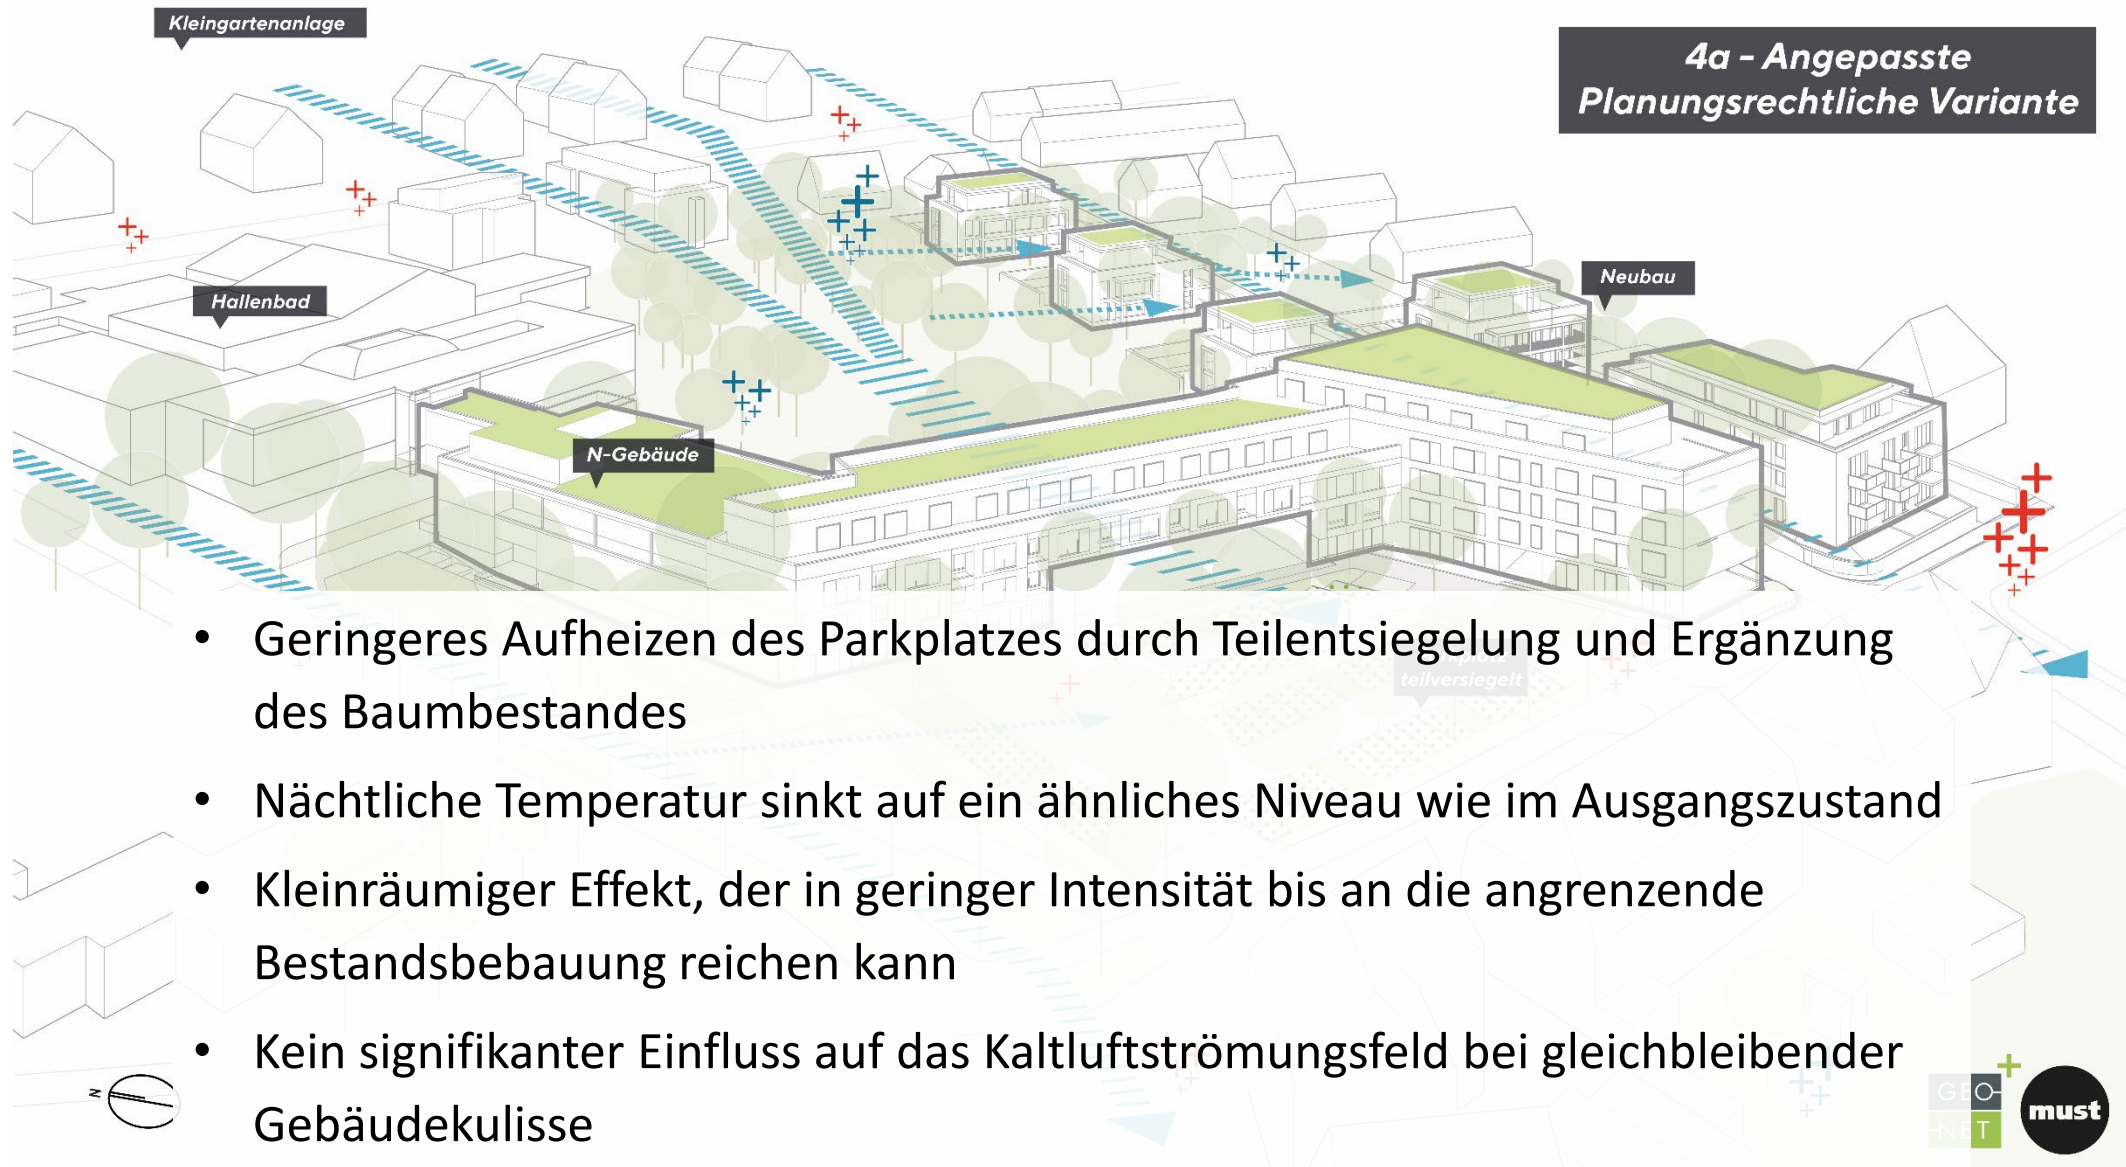 Kleingartenanlage
4a - Angepasste
Planungsrechtliche Variante
Hallenbad
Neubau
N-Gebäude
• Geringeres Aufheizen des Parkplatzes durch Teilentsiegelung und Ergänzung
des Baumbestandes
teilversiegelt
• Nächtliche Temperatur sinkt auf ein ähnliches Niveau wie im Ausgangszustand
• Kleinräumiger Effekt, der in geringer Intensität bis an die angrenzende
Bestandsbebauung reichen kann
• Kein signifikanter Einfluss auf das Kaltluftströmungsfeld bei gleichbleibender
Gebäudekulisse
N
GEO-
NET
must